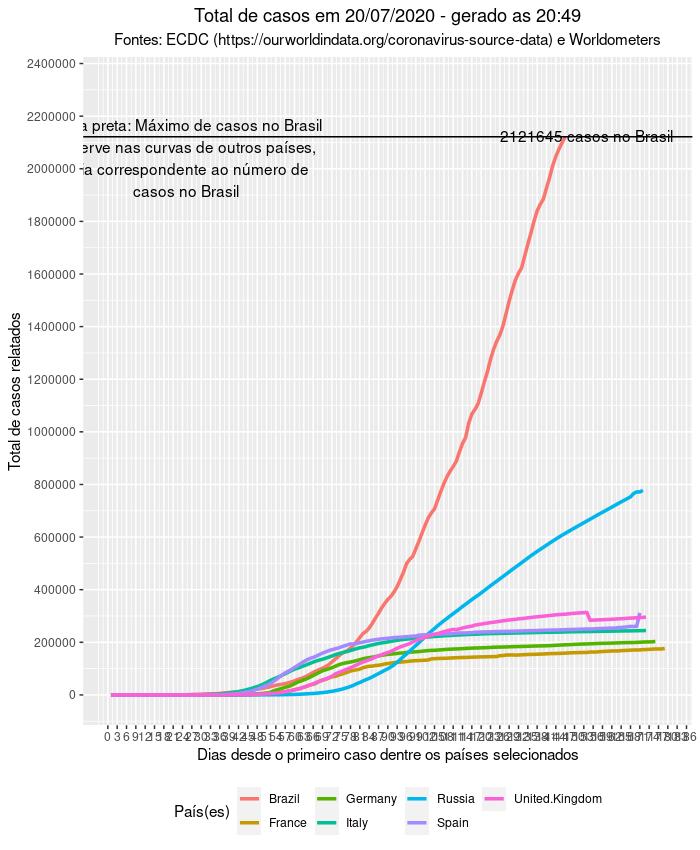 Total de casos em 20/07/2020 - gerado as 20:49
Fontes: ECDC (https://ourworldindata.org/coronavirus-source-data) e Worldometers
2400000
2200000
2000000
1800000
1600000
1400000
1200000
1000000
800000
600000
400000
200000
0
Total de casos relatados
a preta: Máximo de casos no Brasil
erve nas curvas de outros países,
a correspondente ao número de
casos no Brasil
2121645 casos no Brasil
0 3 6 9
Dias desde o primeiro caso dentre os países selecionados
País(es)
Brazil
Germany
Russia
United.Kingdom
France
Italy
Spain